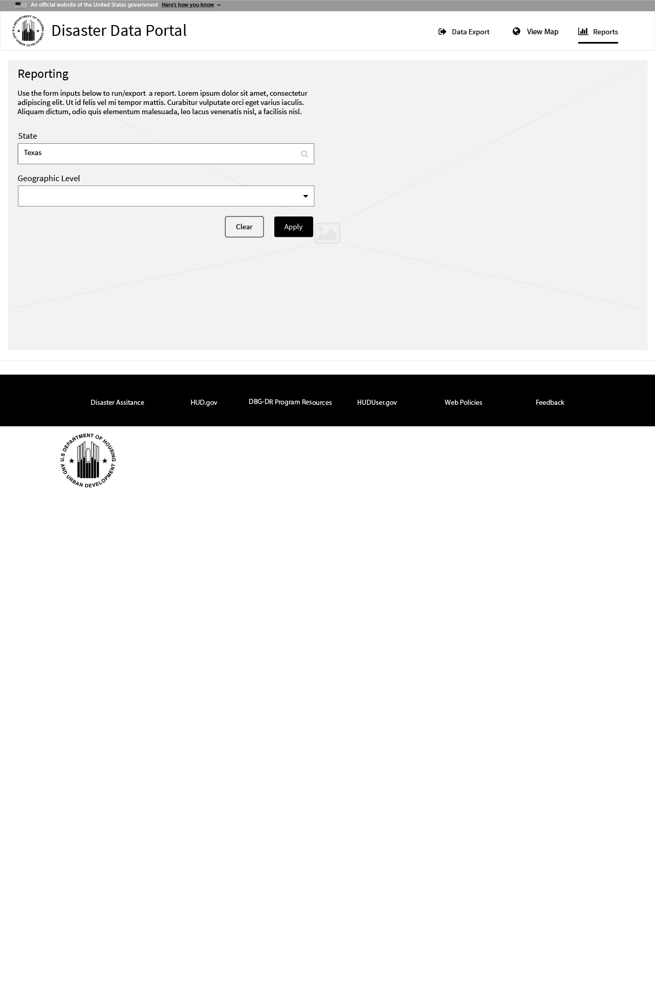 An official website of the United States government Here's how you know
U.S DEPARTMENT OF HOUSING
AND URBAN DEVELOPMENT
Disaster Data Portal
Data Export
View Map
Reports
Reporting
Use the form inputs below to run/export a report. Lorem ipsum dolor sit amet, consectetur
adipiscing elit. Ut id felis vel mi tempor mattis. Curabitur vulputate orci eget varius iaculis.
Aliquam dictum, odio quis elementum malesuada, leo lacus venenatis nisl, a facilisis nisl.
State
Texas
Geographic Level
Clear
Apply
Disaster Assitance
HUD.gov
DBG-DR Program Resources
HUDUser.gov
Web Policies
Feedback
U.S DEPARTMENT OF HOUSING
AND URBAN DEVELOPMENT